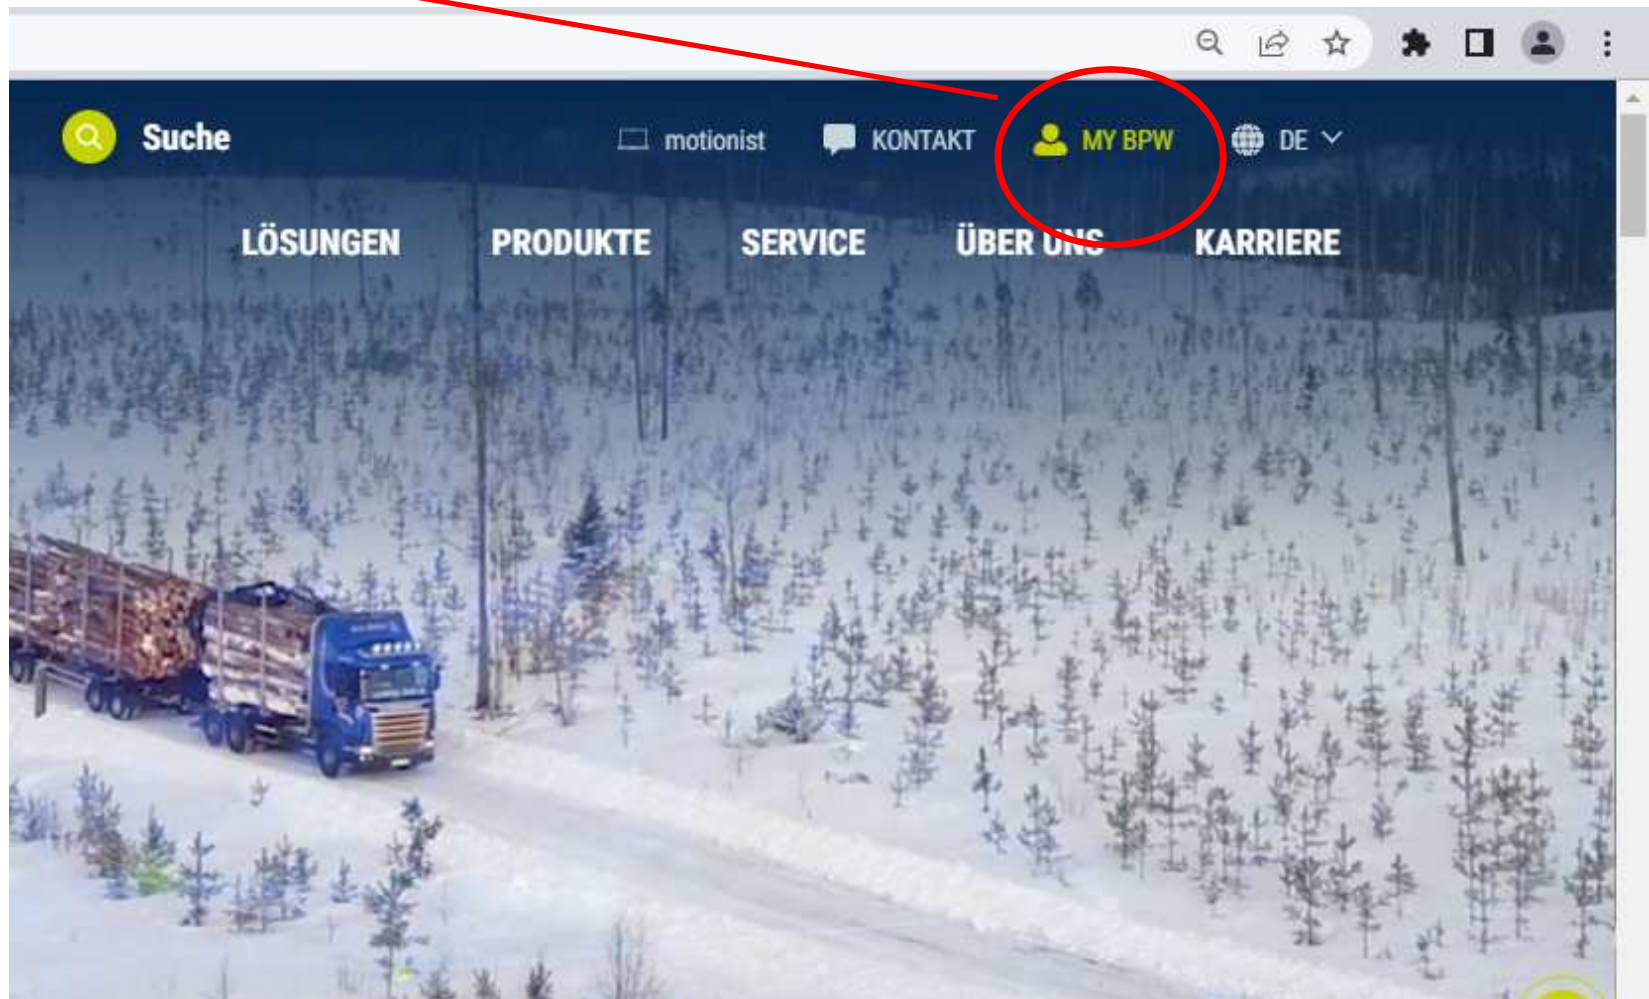 Suche motionist KONTAKT MY BPW DE
LÖSUNGEN PRODUKTE SERVICE ÜBER UNS KARRIERE